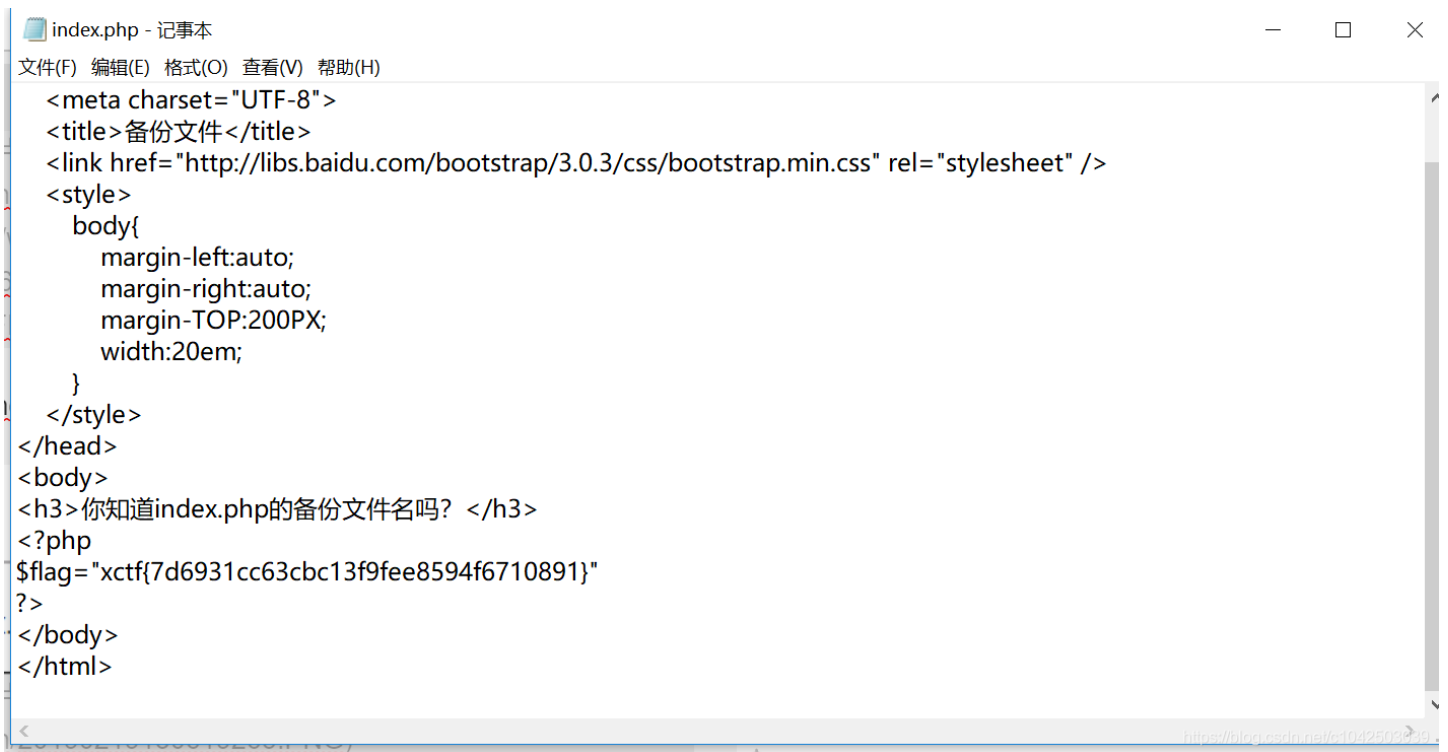 index.php - 记事本
文件(F) 编辑(E) 格式(O) 查看(V) 帮助(H)
<meta charset="UTF-8">
<title>备份文件</title>
<link href="http://libs.baidu.com/bootstrap/3.0.3/css/bootstrap.min.css" rel="stylesheet" />
<style>
body{
margin-left:auto;
margin-right:auto;
margin-TOP:200PX;
width:20em;
}
</style>
</head>
<body>
<h3>你知道index.php的备份文件名吗？</h3>
<?php
$flag="xctf{7d6931cc63cbc13f9fee8594f6710891}"
?>
</body>
</html>